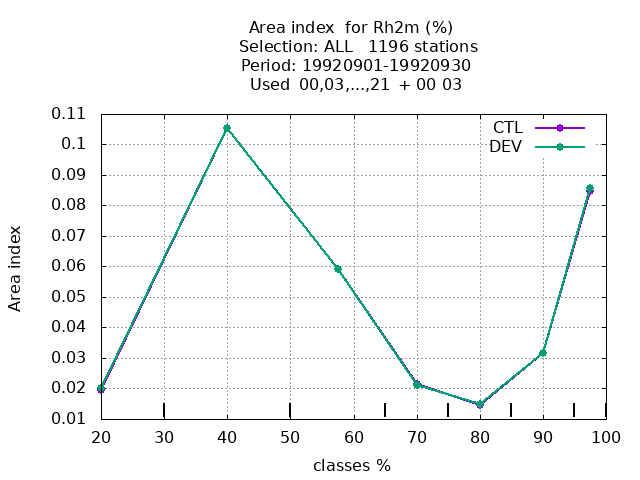 Area index  for Rh2m (%)
Selection: ALL   1196 stations
Period: 19920901-19920930
Used  00,03,...,21  + 00 03
0.11
0.1
0.09
0.08
0.07
0.06
0.05
0.04
0.03
0.02
0.01
Area index
CTL
DEV
20 30 40 50 60 70 80 90 100
classes %